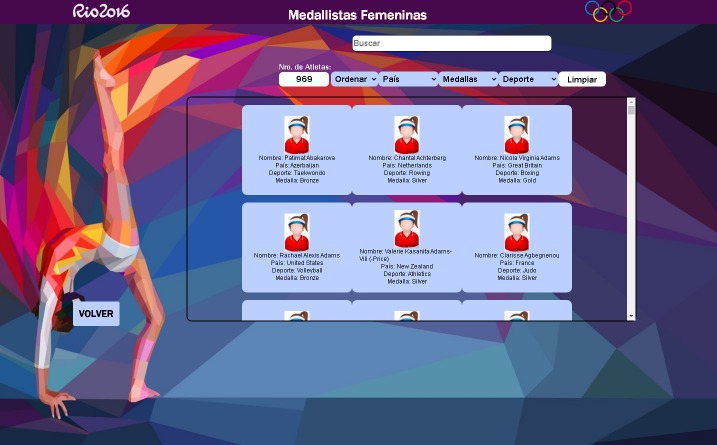 Rio2016
Medallistas Femeninas
Buscar
Nro. de Atletas:
969
Ordenar
País
Medallas
Deporte
Limpiar
Nombre: Patimat Abakarova
País: Azerbaijan
Deporte: Taekwondo
Medalla: Bronze
Nombre: Chantal Achterberg
País: Netherlands
Deporte: Rowing
Medalla: Silver
Nombre: Nicola Virginia Adams
País: Great Britain
Deporte: Boxing
Medalla: Gold
Nombre: Rachael Alexis Adams
País: United States
Deporte: Volleyball
Medalla: Bronze
Nombre: Valerie Kasanita Adams-
Vili (-Price)
País: New Zealand
Deporte: Athletics
Medalla: Silver
Nombre: Clarisse Agbegnenou
País: France
Deporte: Judo
Medalla: Silver
VOLVER